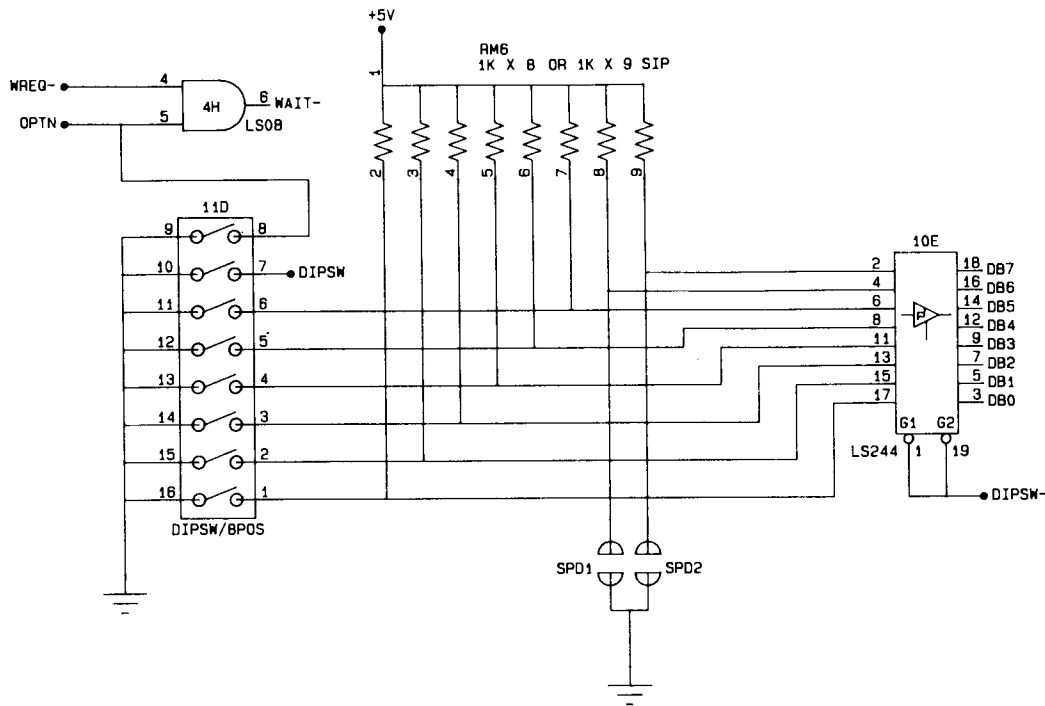 +5V
RM6
1K X 8 OR 1K X 9 SIP
1
WREQ- 4
4H 6 WAIT-
OPTN 5
LS08
2 3 4 5 6 7 8 9
11D
9 8
10 7 DIPSW
11 6
12 5
13 4
14 3
15 2
16 1
DIPSW/8POS
10E
2 18 DB7
4 16 DB6
6 14 DB5
8 12 DB4
11 9 DB3
13 7 DB2
15 5 DB1
17 3 DB0
G1 G2
LS244 1 19
DIPSW-
SPD1 SPD2